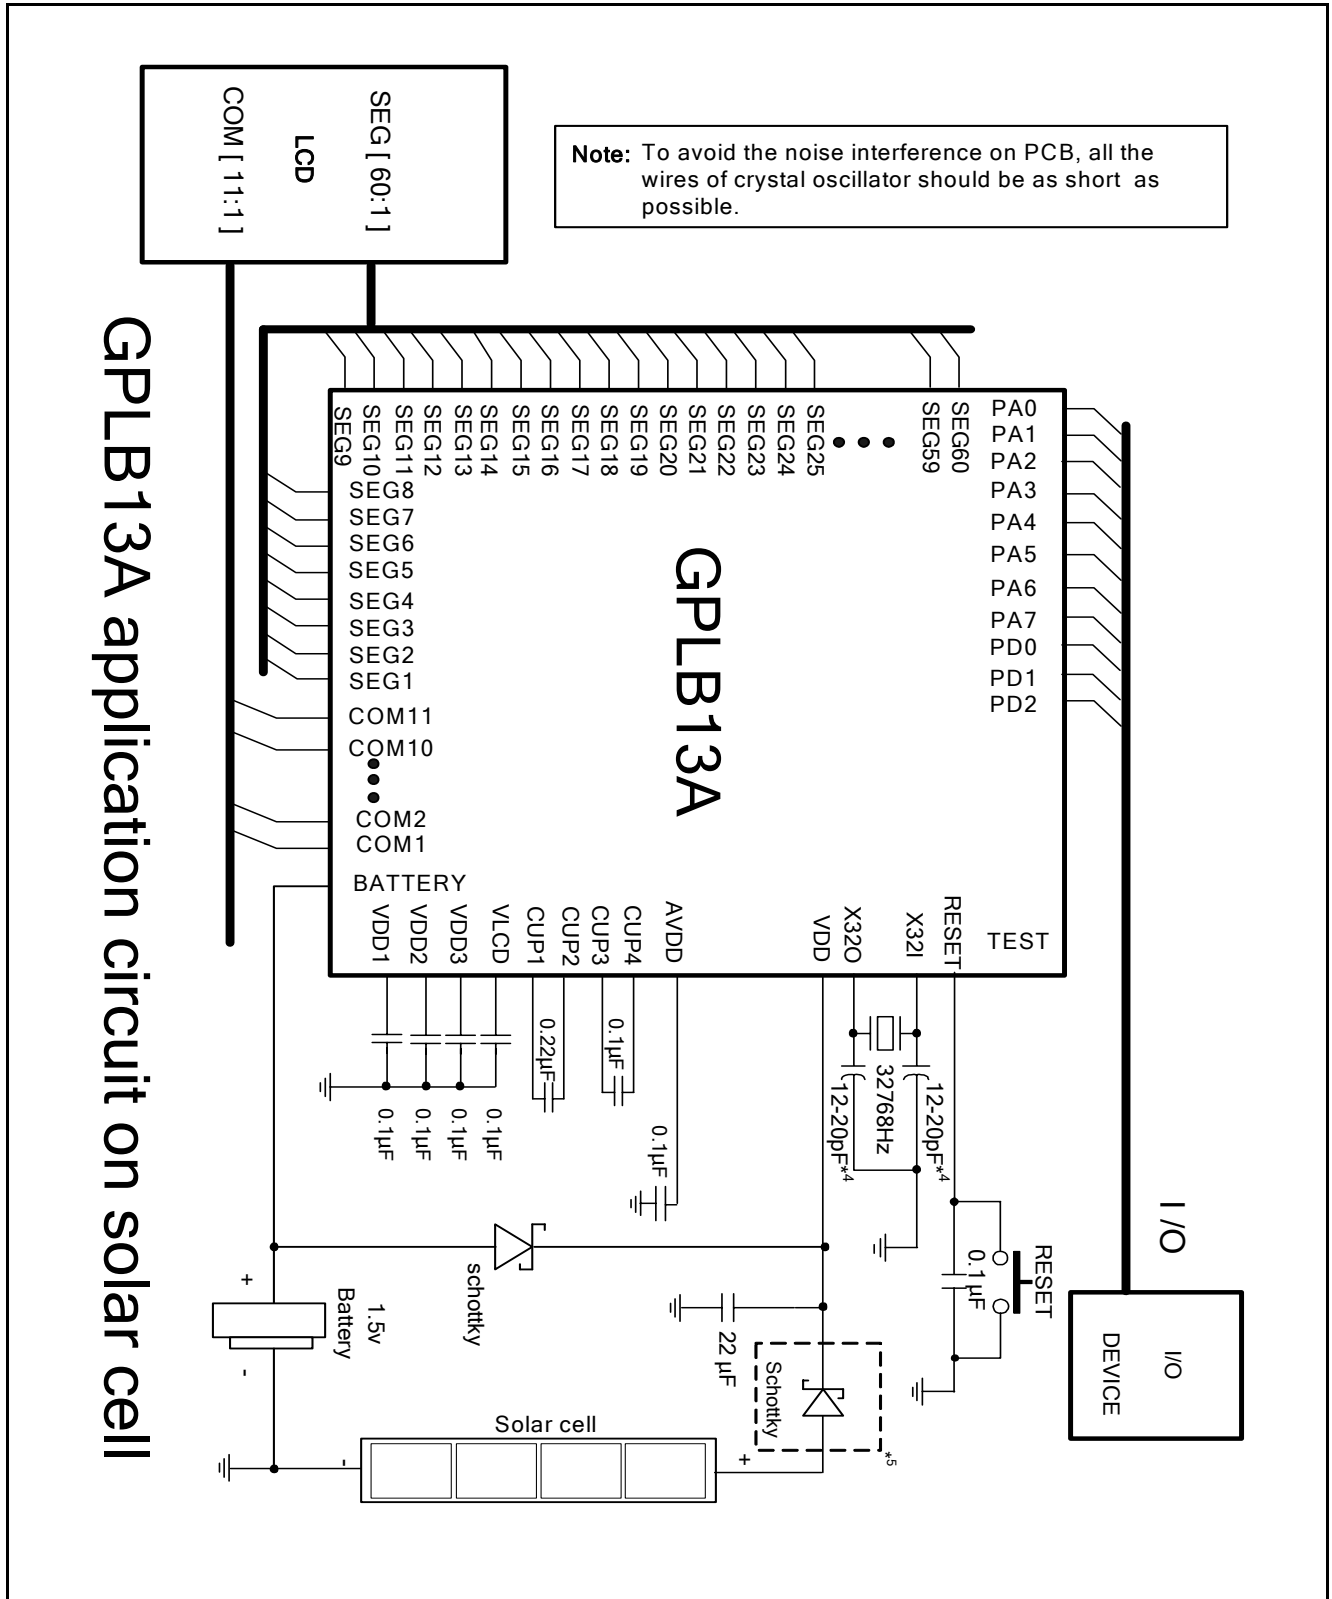 COM [ 11:1 ]
LCD
SEG [ 60:1 ]
Note: To avoid the noise interference on PCB, all the
wires of crystal oscillator should be as short as
possible.
GPLB13A application circuit on solar cell
SEG9
SEG10
SEG11
SEG12
SEG13
SEG14
SEG15
SEG16
SEG17
SEG18
SEG19
SEG20
SEG21
SEG22
SEG23
SEG24
SEG25
SEG59
SEG60
PA0
PA1
PA2
PA3
PA4
PA5
PA6
PA7
PD0
PD1
PD2
SEG8
SEG7
SEG6
SEG5
SEG4
SEG3
SEG2
SEG1
COM11
COM10
COM2
COM1
BATTERY
GPLB13A
VDD1
VDD2
VDD3
VLCD
CUP1
CUP2
CUP3
CUP4
AVDD
VDD
X32O
X32I
RESET
TEST
0.1µF
0.1µF
0.1µF
0.1µF
0.22µF
0.1µF
0.1µF
12-20pF*4
32768Hz
12-20pF*4
0.1 µF
RESET
I /O
I/O
DEVICE
schottky
+
1.5v
Battery
-
22 µF
Schottky
*5
Solar cell
-
+